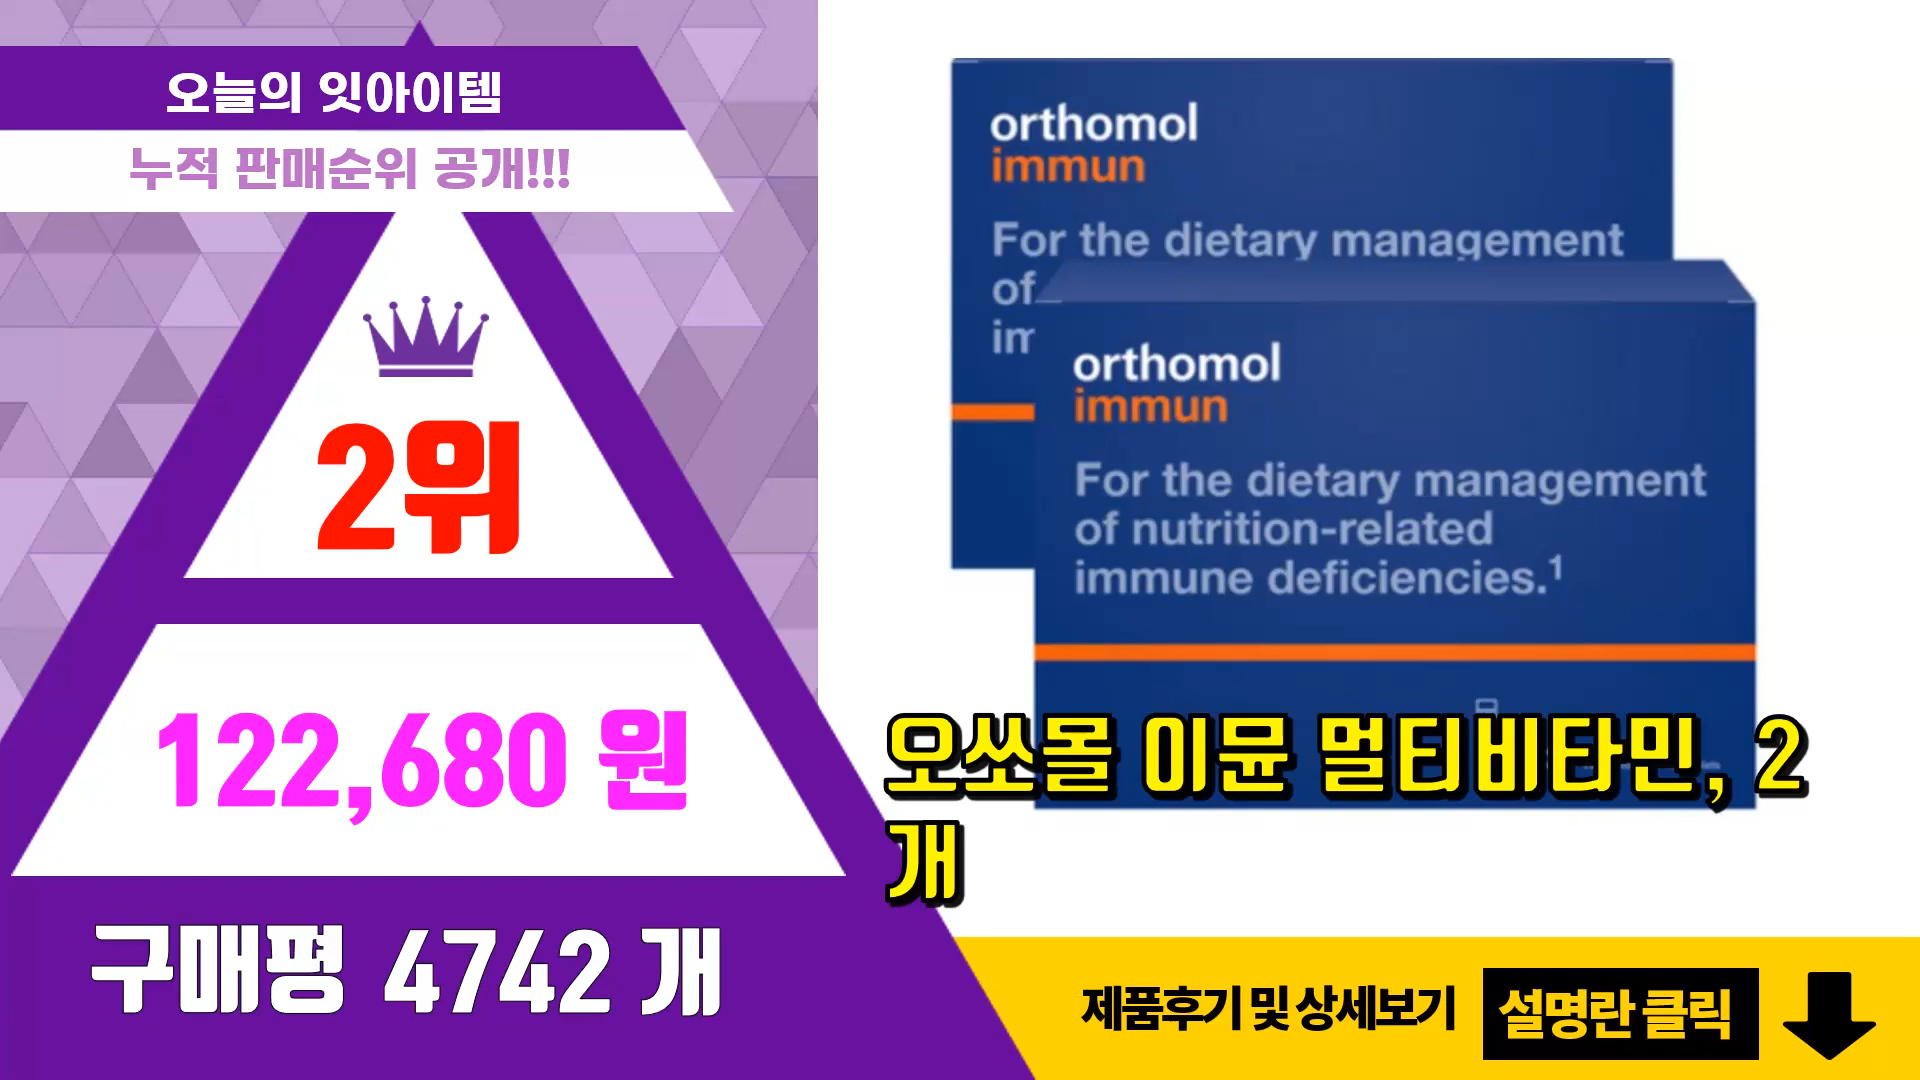 오늘의 잇아이템
누적 판매순위 공개!!!
2위
122,680 원
구매평 4742 개
orthomol
immun
For the dietary management
of
im
orthomol
immun
For the dietary management
of nutrition-related
immune deficiencies.¹
오쏘몰 이뮨 멀티비타민, 2
개
제품후기 및 상세보기
설명란 클릭